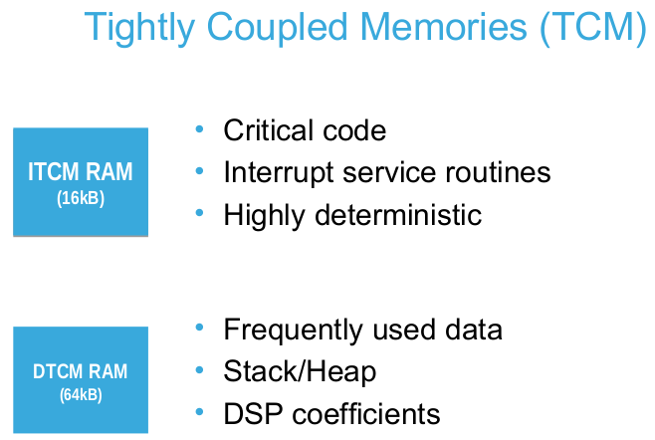 Tightly Coupled Memories (TCM)
ITCM RAM
(16kB)
• Critical code
• Interrupt service routines
• Highly deterministic
DTCM RAM
(64kB)
• Frequently used data
• Stack/Heap
• DSP coefficients